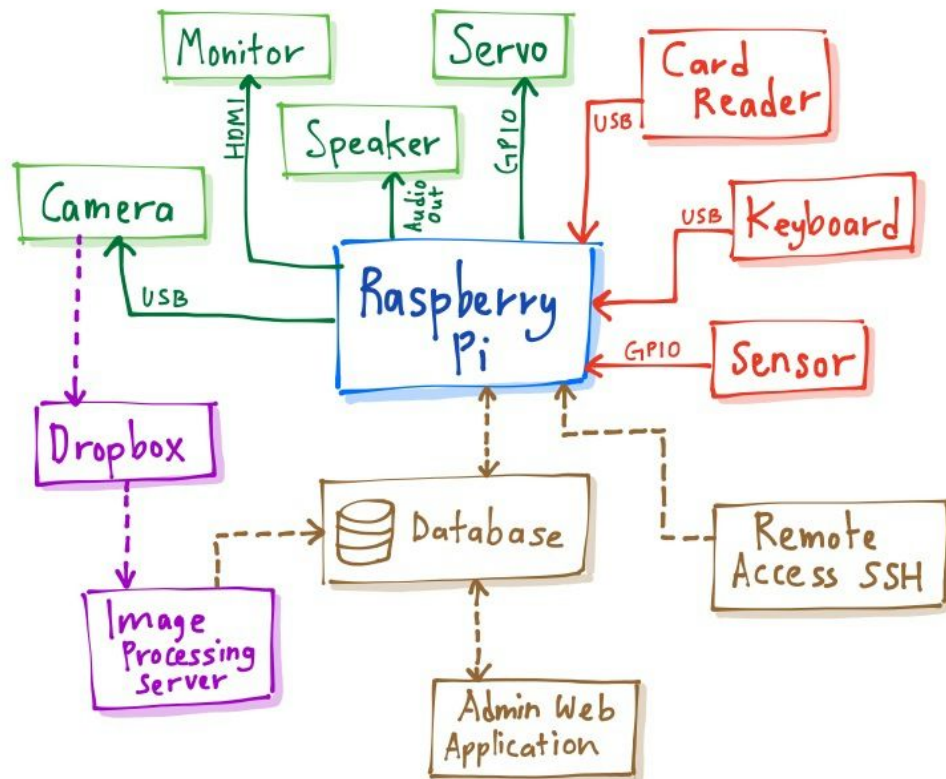 Monitor
Servo
Card
Reader
HDMI
Speaker
GPIO
USB
Camera
Audio
Out
USB
Keyboard
USB
Raspberry
Pi
GPIO
Sensor
Dropbox
Database
Remote
Access SSH
Image
Processing
Server
Admin Web
Application